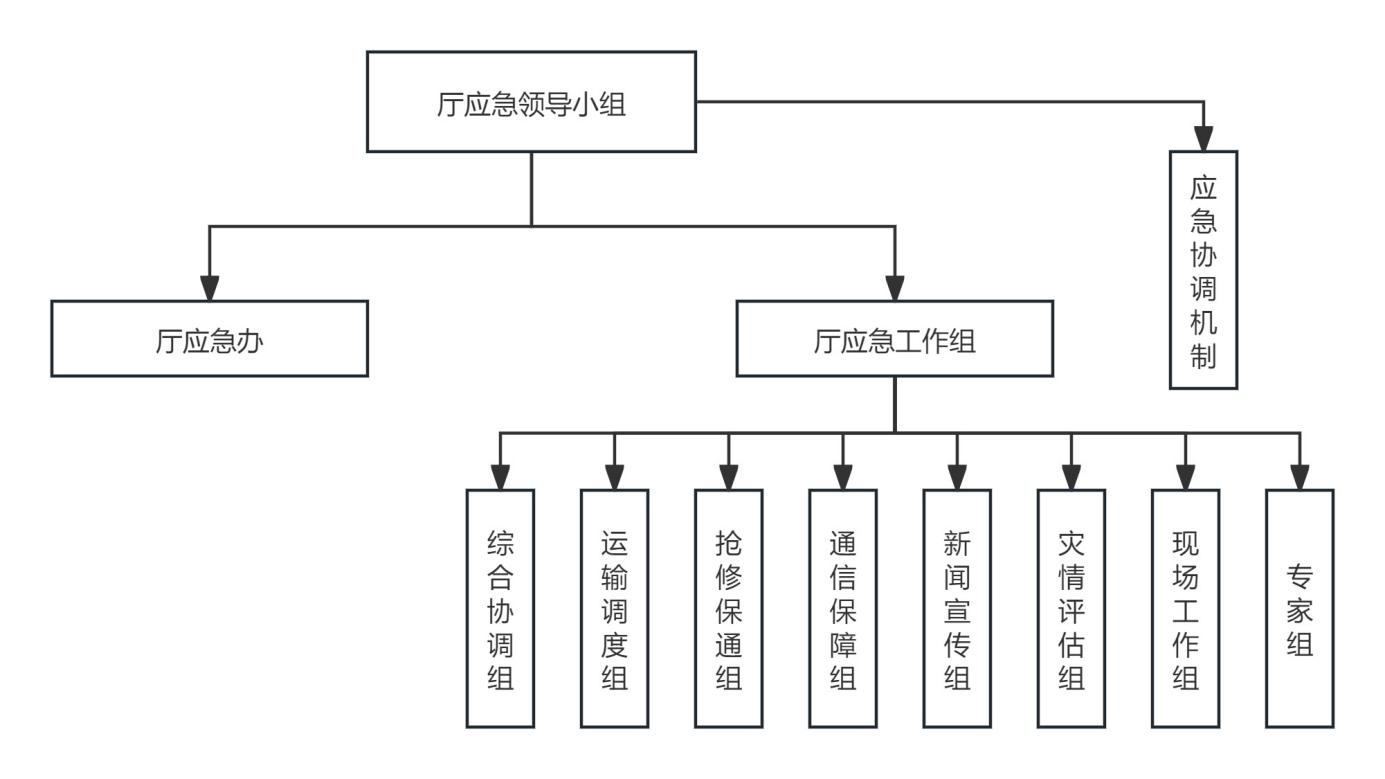 厅应急领导小组
应急协调机制
厅应急办
厅应急工作组
综合协调组
运输调度组
抢修保通组
通信保障组
新闻宣传组
灾情评估组
现场工作组
专家组